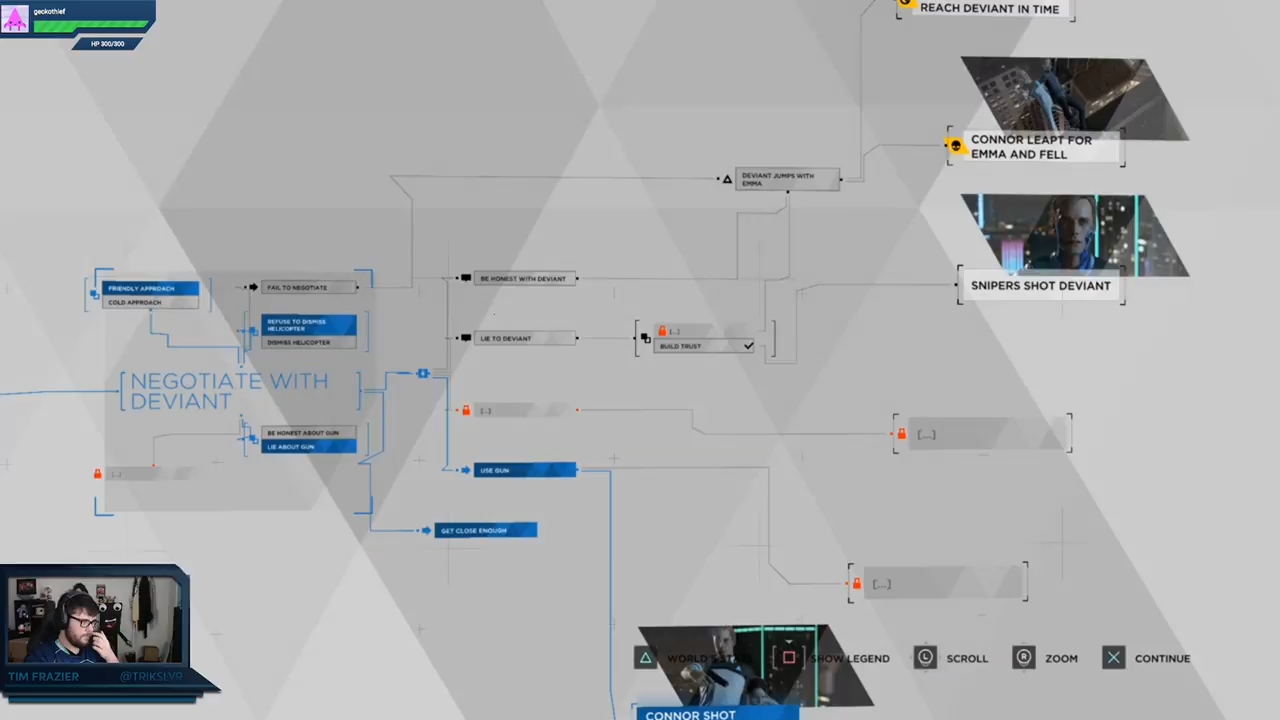 geckothief
HP 300/300
REACH DEVIANT IN TIME
CONNOR LEAPT FOR
EMMA AND FELL
DEVIANT JUMPS WITH
EMMA
SNIPERS SHOT DEVIANT
FRIENDLY APPROACH
COLD APPROACH
FAIL TO NEGOTIATE
REFUSE TO DISMISS
HELICOPTER
DISMISS HELICOPTER
BE HONEST WITH DEVIANT
LIE TO DEVIANT
[...]
BUILD TRUST
NEGOTIATE WITH
DEVIANT
[...]
[...]
BE HONEST ABOUT GUN
LIE ABOUT GUN
[...]
USE GUN
GET CLOSE ENOUGH
[...]
WORLD'S
SHOW LEGEND
L
SCROLL
R
ZOOM
CONTINUE
TIM FRAZIER
@TRIKSLYR
CONNOR SHOT